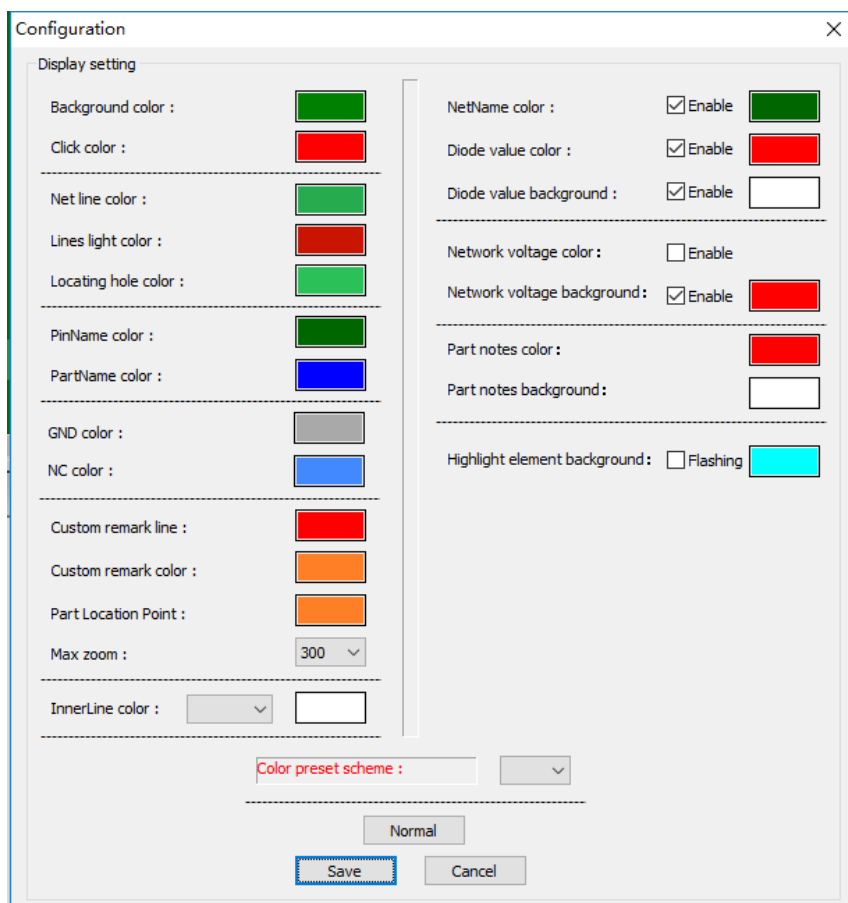 Configuration
Display setting
Background color :
Click color :
Net line color :
Lines light color :
Locating hole color :
PinName color :
PartName color :
GND color :
NC color :
Custom remark line :
Custom remark color :
Part Location Point :
Max zoom : 300
InnerLine color :
NetName color : Enable
Diode value color : Enable
Diode value background : Enable
Network voltage color: Enable
Network voltage background: Enable
Part notes color:
Part notes background:
Highlight element background: Flashing
Color preset scheme :
Normal
Save Cancel